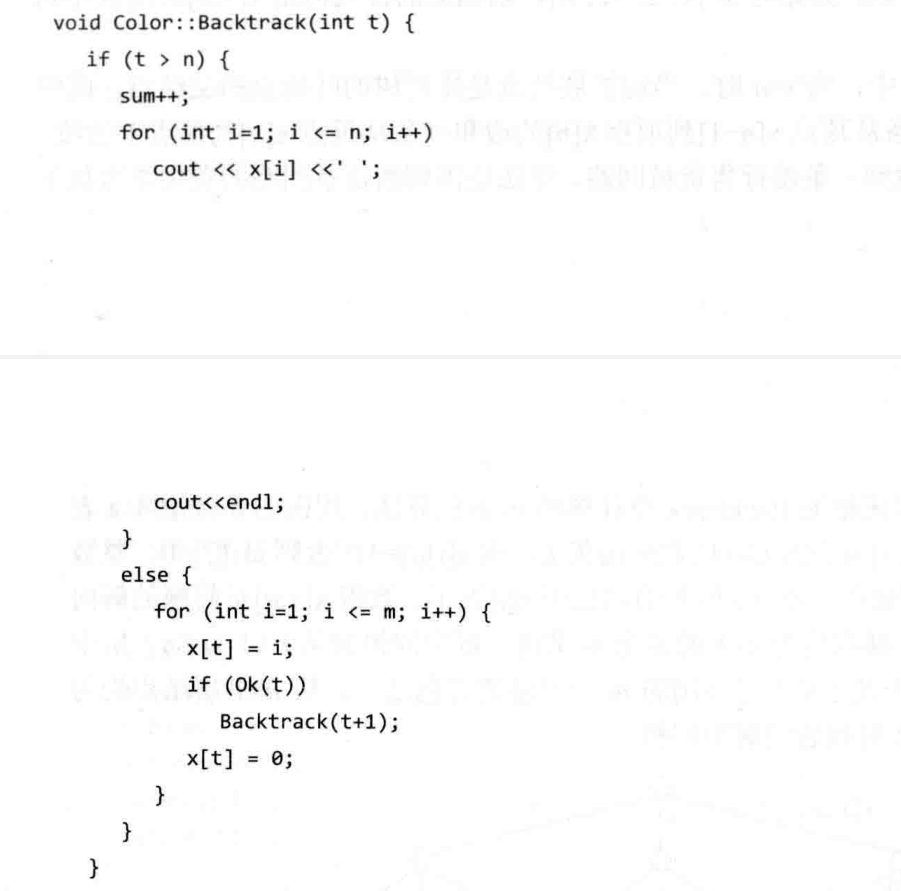 void Color::Backtrack(int t) {
if (t > n) {
sum++;
for (int i=1; i <= n; i++)
cout << x[i] <<' ';
cout<<endl;
}
else {
for (int i=1; i <= m; i++) {
x[t] = i;
if (Ok(t))
Backtrack(t+1);
x[t] = 0;
}
}
}